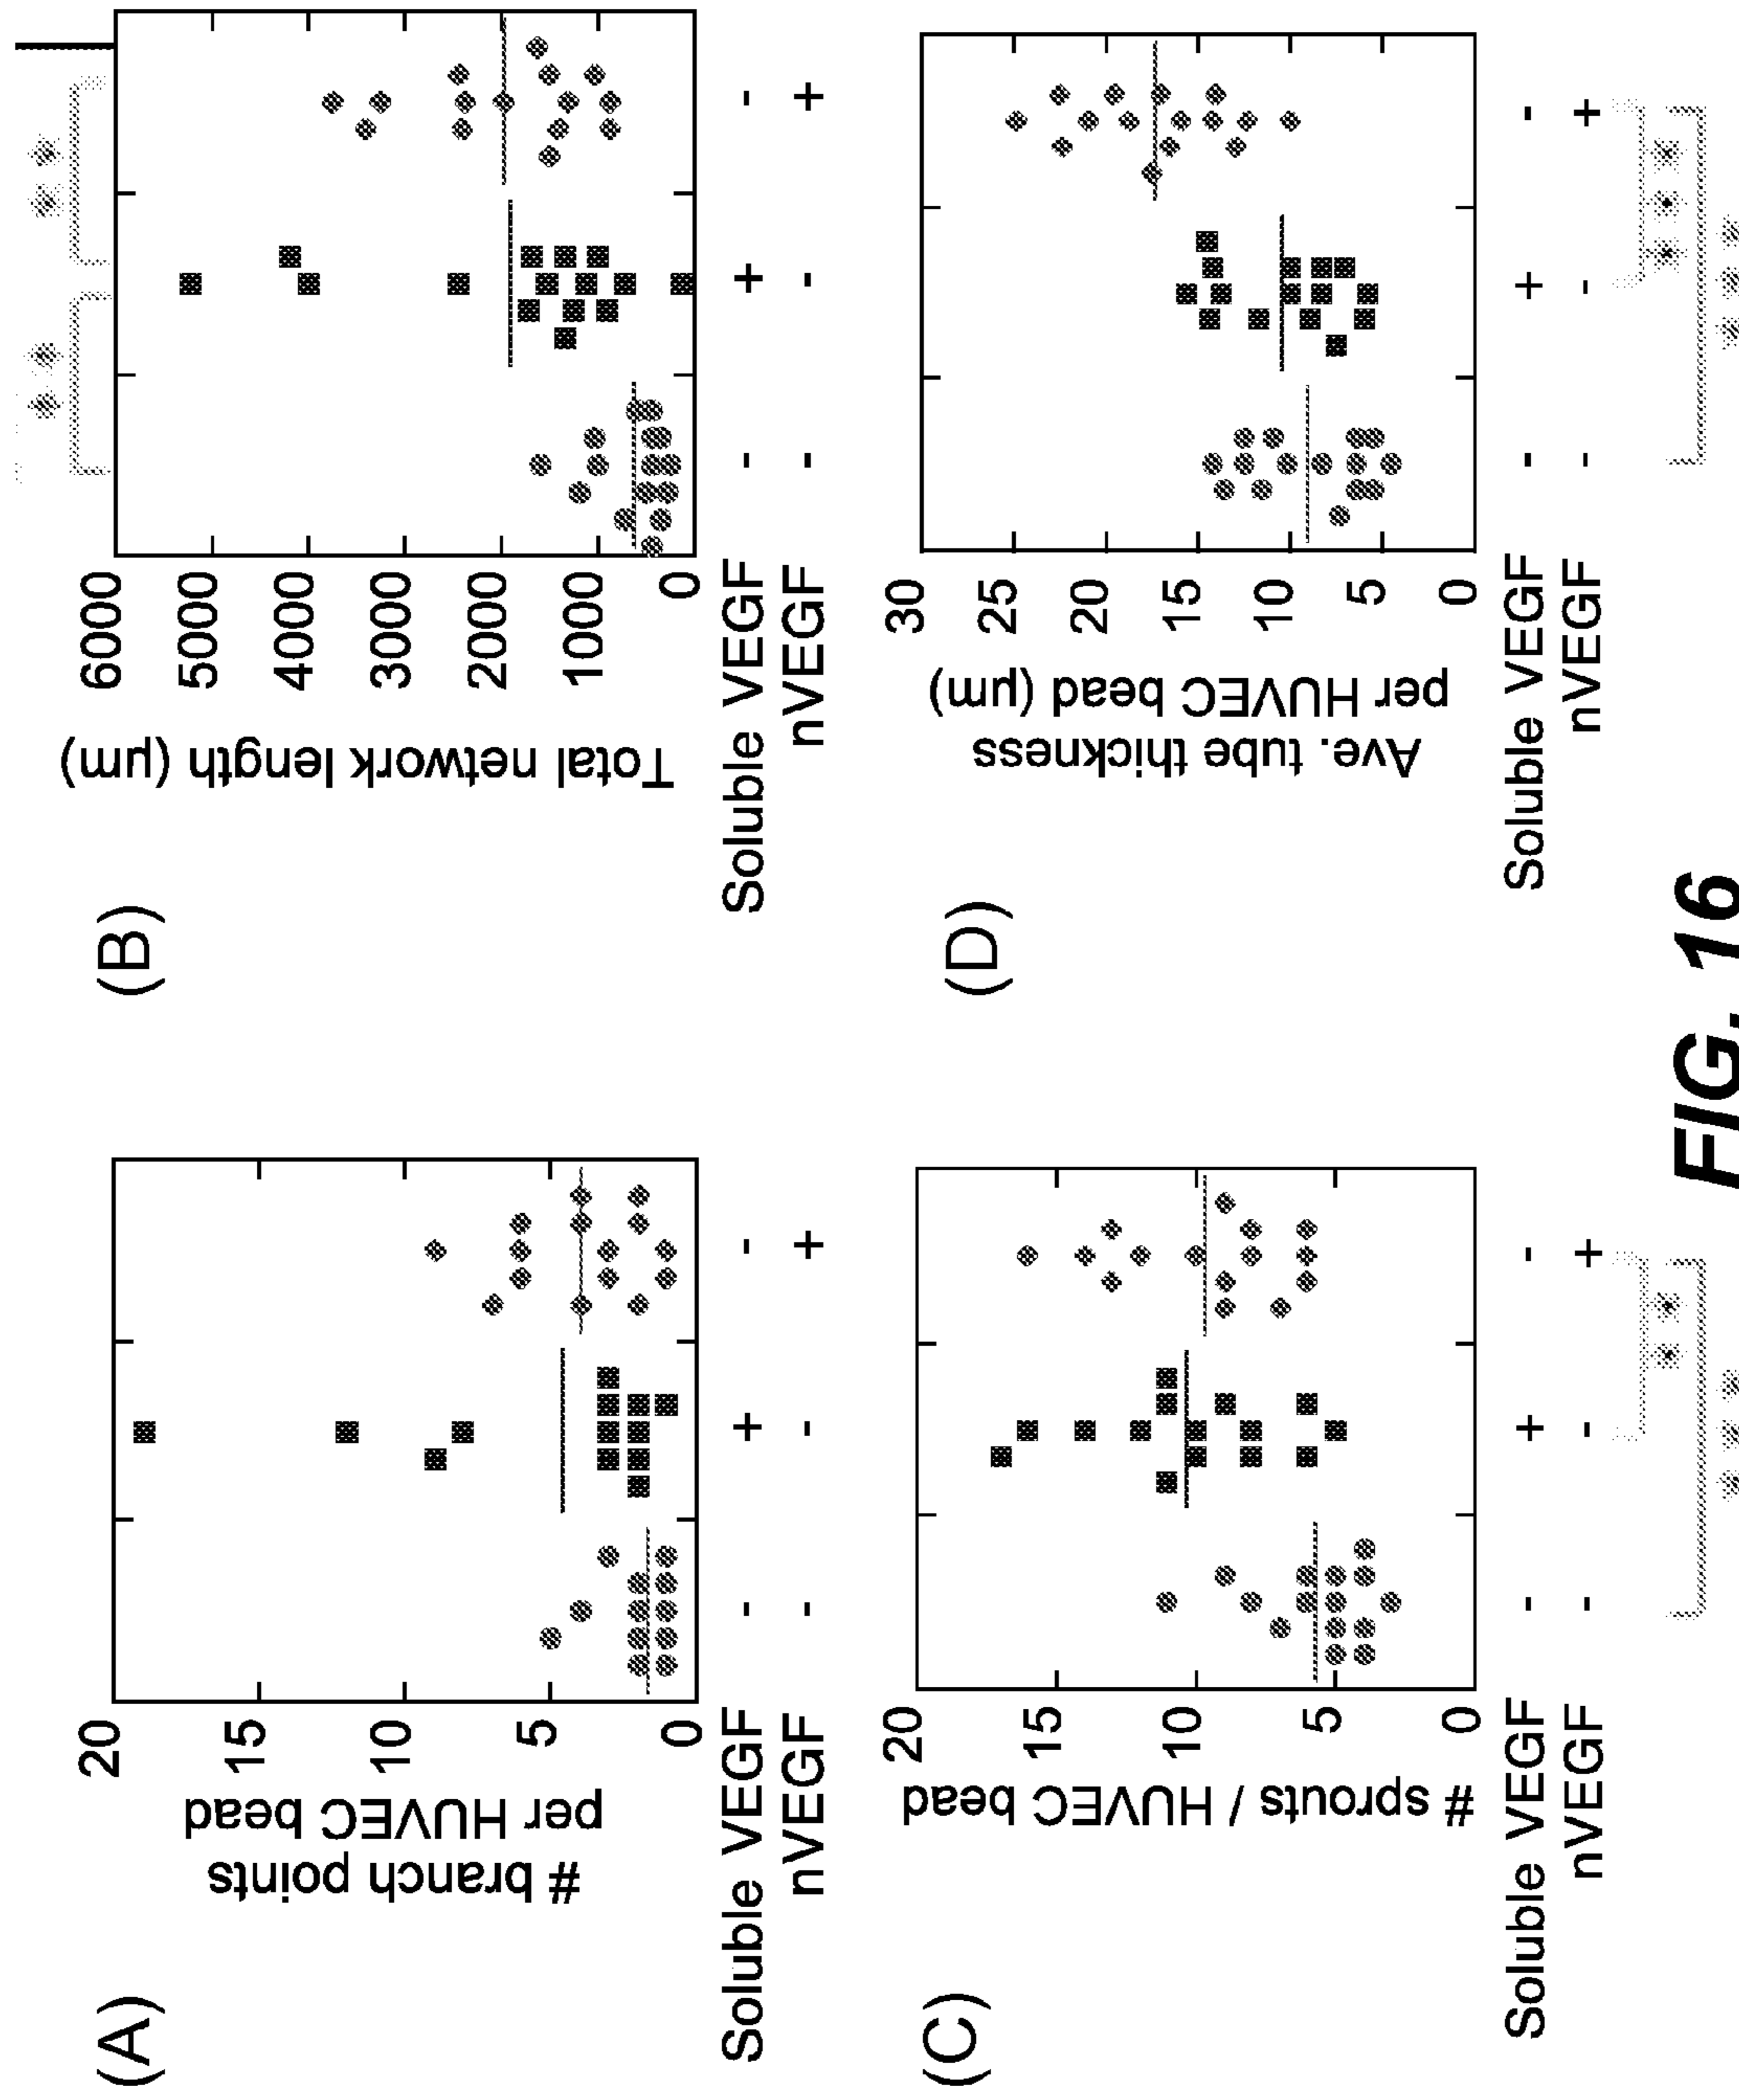 (A)
# branch points
per HUVEC bead
20
15
10
5
0
Soluble VEGF - + -
nVEGF - - +
(B)
Total network length (µm)
6000
5000
4000
3000
2000
1000
0
* * * *
Soluble VEGF - + -
nVEGF - - +
(C)
# sprouts / HUVEC bead
20
15
10
5
0
Soluble VEGF - + -
nVEGF - - +
* *
* * *
(D)
Ave. tube thickness
per HUVEC bead (µm)
30
25
20
15
10
5
0
Soluble VEGF - + -
nVEGF - - +
* * *
* * *
FIG. 16